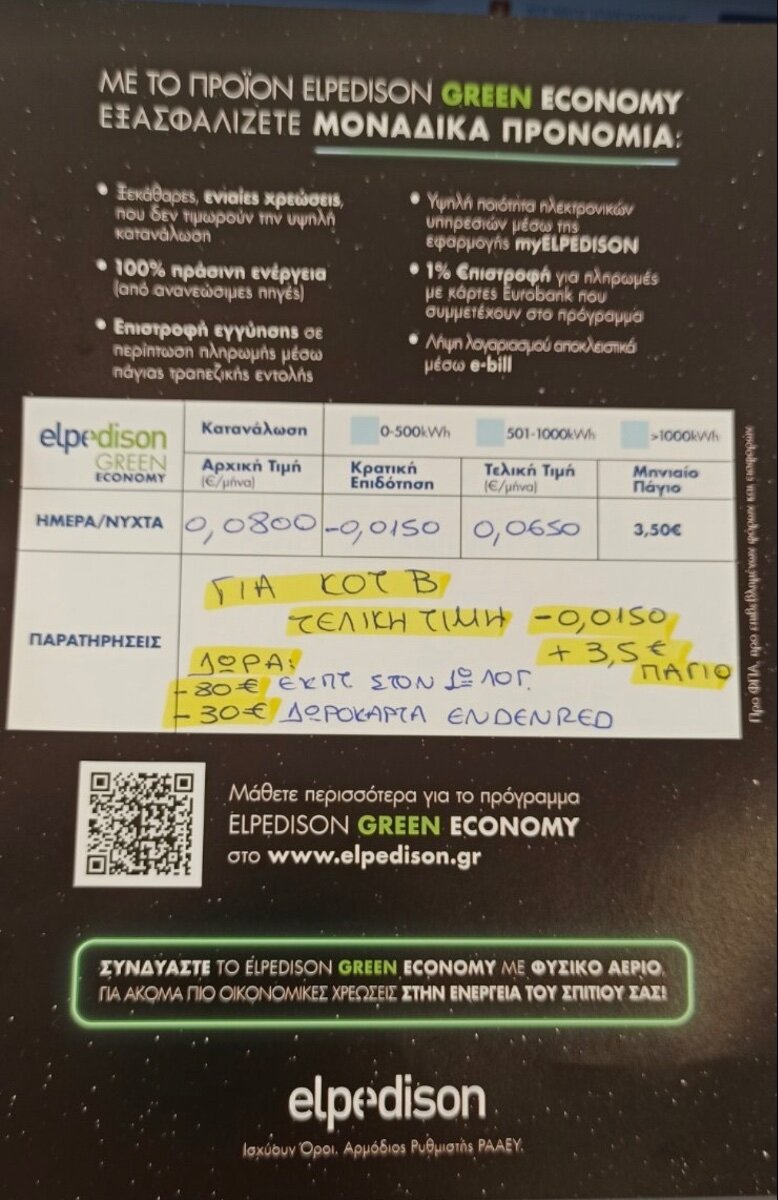 ΜΕ ΤΟ ΠΡΟΪΟΝ ELPEDISON GREEN ECONOMY
ΕΞΑΣΦΑΛΙΖΕΤΕ ΜΟΝΑΔΙΚΑ ΠΡΟΝΟΜΙΑ:
• Ξεκάθαρες, ενιαίες χρεώσεις,
που δεν τιμωρούν την υψηλή
κατανάλωση
• 100% πράσινη ενέργεια
(από ανανεώσιμες πηγές)
• Επιστροφή εγγύησης σε
περίπτωση πληρωμής μέσω
πάγιας τραπεζικής εντολής
• Υψηλή ποιότητα ηλεκτρονικών
υπηρεσιών μέσω της
εφαρμογής myELPEDISON
• 1% €πιστροφή για πληρωμές
με κάρτες Eurobank που
συμμετέχουν στο πρόγραμμα
• Λήψη λογαριασμού αποκλειστικά
μέσω e-bill
elpedison
GREEN
ECONOMY
Κατανάλωση 0-500kWh 501-1000kWh >1000kWh
Αρχική Τιμή
(€/μήνα)
Κρατική
Επιδότηση
Τελική Τιμή
(€/μήνα)
Μηνιαίο
Πάγιο
ΗΜΕΡΑ/ΝΥΧΤΑ 0,0800 -0,0150 0,0650 3,50€
ΠΑΡΑΤΗΡΗΣΕΙΣ
ΓΙΑ ΚΟΤ Β
ΤΕΛΙΚΗ ΤΙΜΗ -0,0150
+ 3,5 €
ΠΑΓΙΟ
ΔΩΡΑ:
-80€ ΕΚΠΤ ΣΤΟΝ 1ο ΛΟΓ.
-30€ ΔΩΡΟΚΑΡΤΑ ENDENRED
Προ ΦΠΑ, προ επιβεβλημένων φόρων και εισφορών
Μάθετε περισσότερα για το πρόγραμμα
ELPEDISON GREEN ECONOMY
στο www.elpedison.gr
ΣΥΝΔΥΑΣΤΕ ΤΟ ELPEDISON GREEN ECONOMY ΜΕ ΦΥΣΙΚΟ ΑΕΡΙΟ,
ΓΙΑ ΑΚΟΜΑ ΠΙΟ ΟΙΚΟΝΟΜΙΚΕΣ ΧΡΕΩΣΕΙΣ ΣΤΗΝ ΕΝΕΡΓΕΙΑ ΤΟΥ ΣΠΙΤΙΟΥ ΣΑΣ!
elpedison
Ισχύουν Όροι. Αρμόδιος Ρυθμιστής ΡΑΑΕΥ.